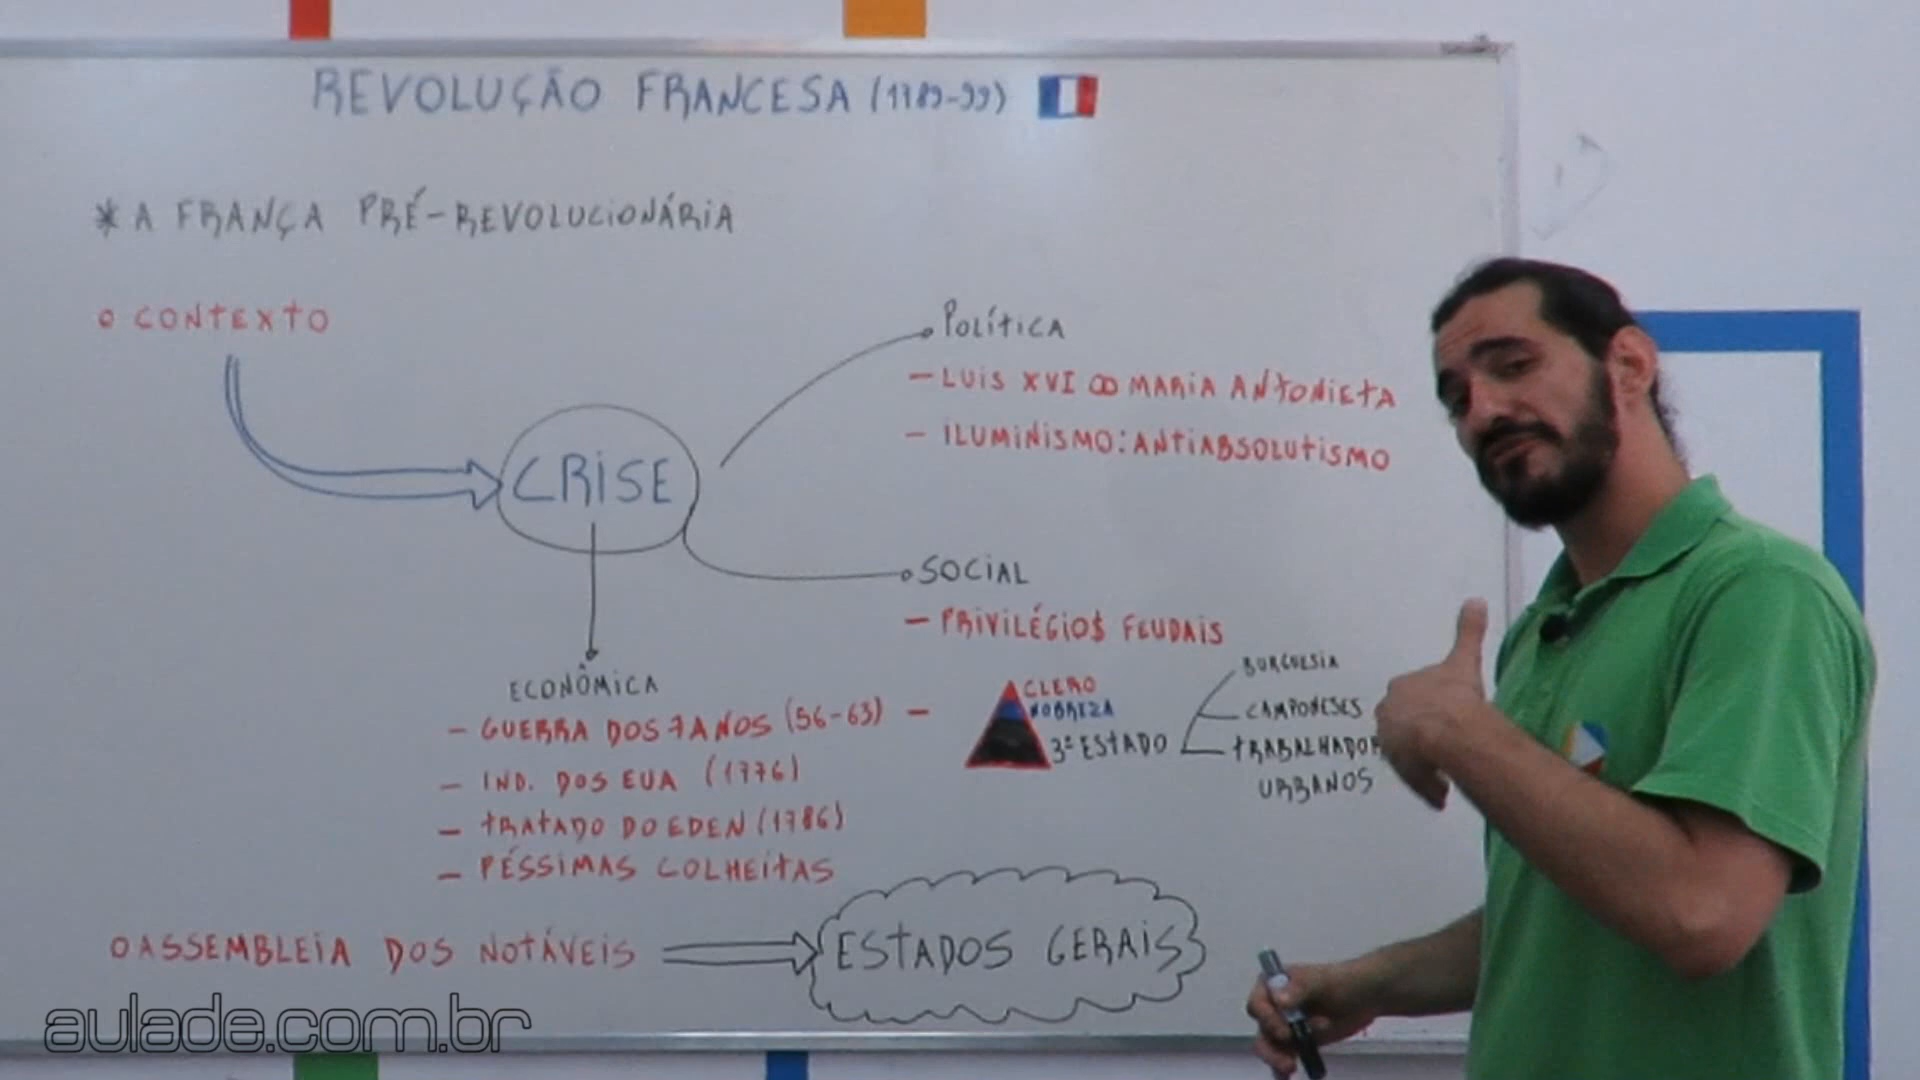 REVOLUÇÃO FRANCESA (1789-99)
* A FRANÇA PRÉ-REVOLUCIONÁRIA
O CONTEXTO
CRISE
POLÍTICA
- LUIS XVI ∞ MARIA ANTONIETA
- ILUMINISMO: ANTIABSOLUTISMO
SOCIAL
- PRIVILÉGIOS FEUDAIS
- CLERO
NOBREZA
3º ESTADO
BURGUESIA
CAMPONESES
TRABALHADOR
URBANOS
ECONÔMICA
- GUERRA DOS 7 ANOS (56-63)
- IND. DOS EUA (1776)
- TRATADO DO EDEN (1786)
- PÉSSIMAS COLHEITAS
O ASSEMBLEIA DOS NOTÁVEIS
ESTADOS GERAIS
aulade.com.br